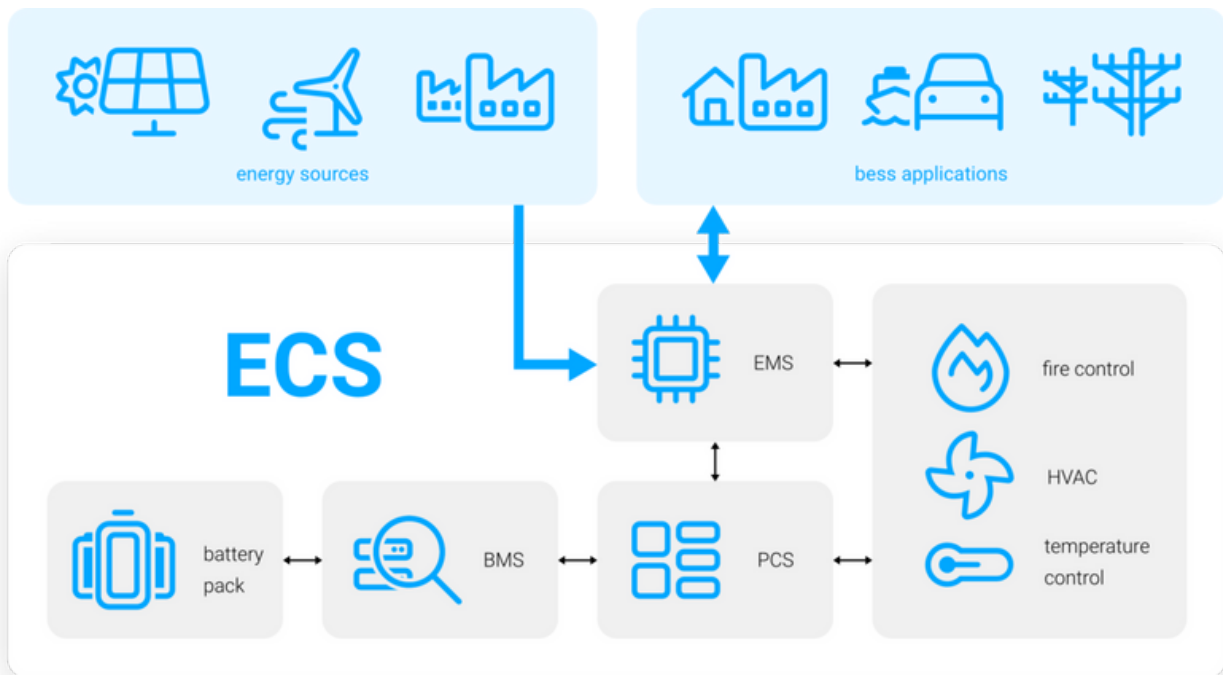 energy sources
bess applications
ECS
EMS
fire control
HVAC
battery
pack
BMS
PCS
temperature
control